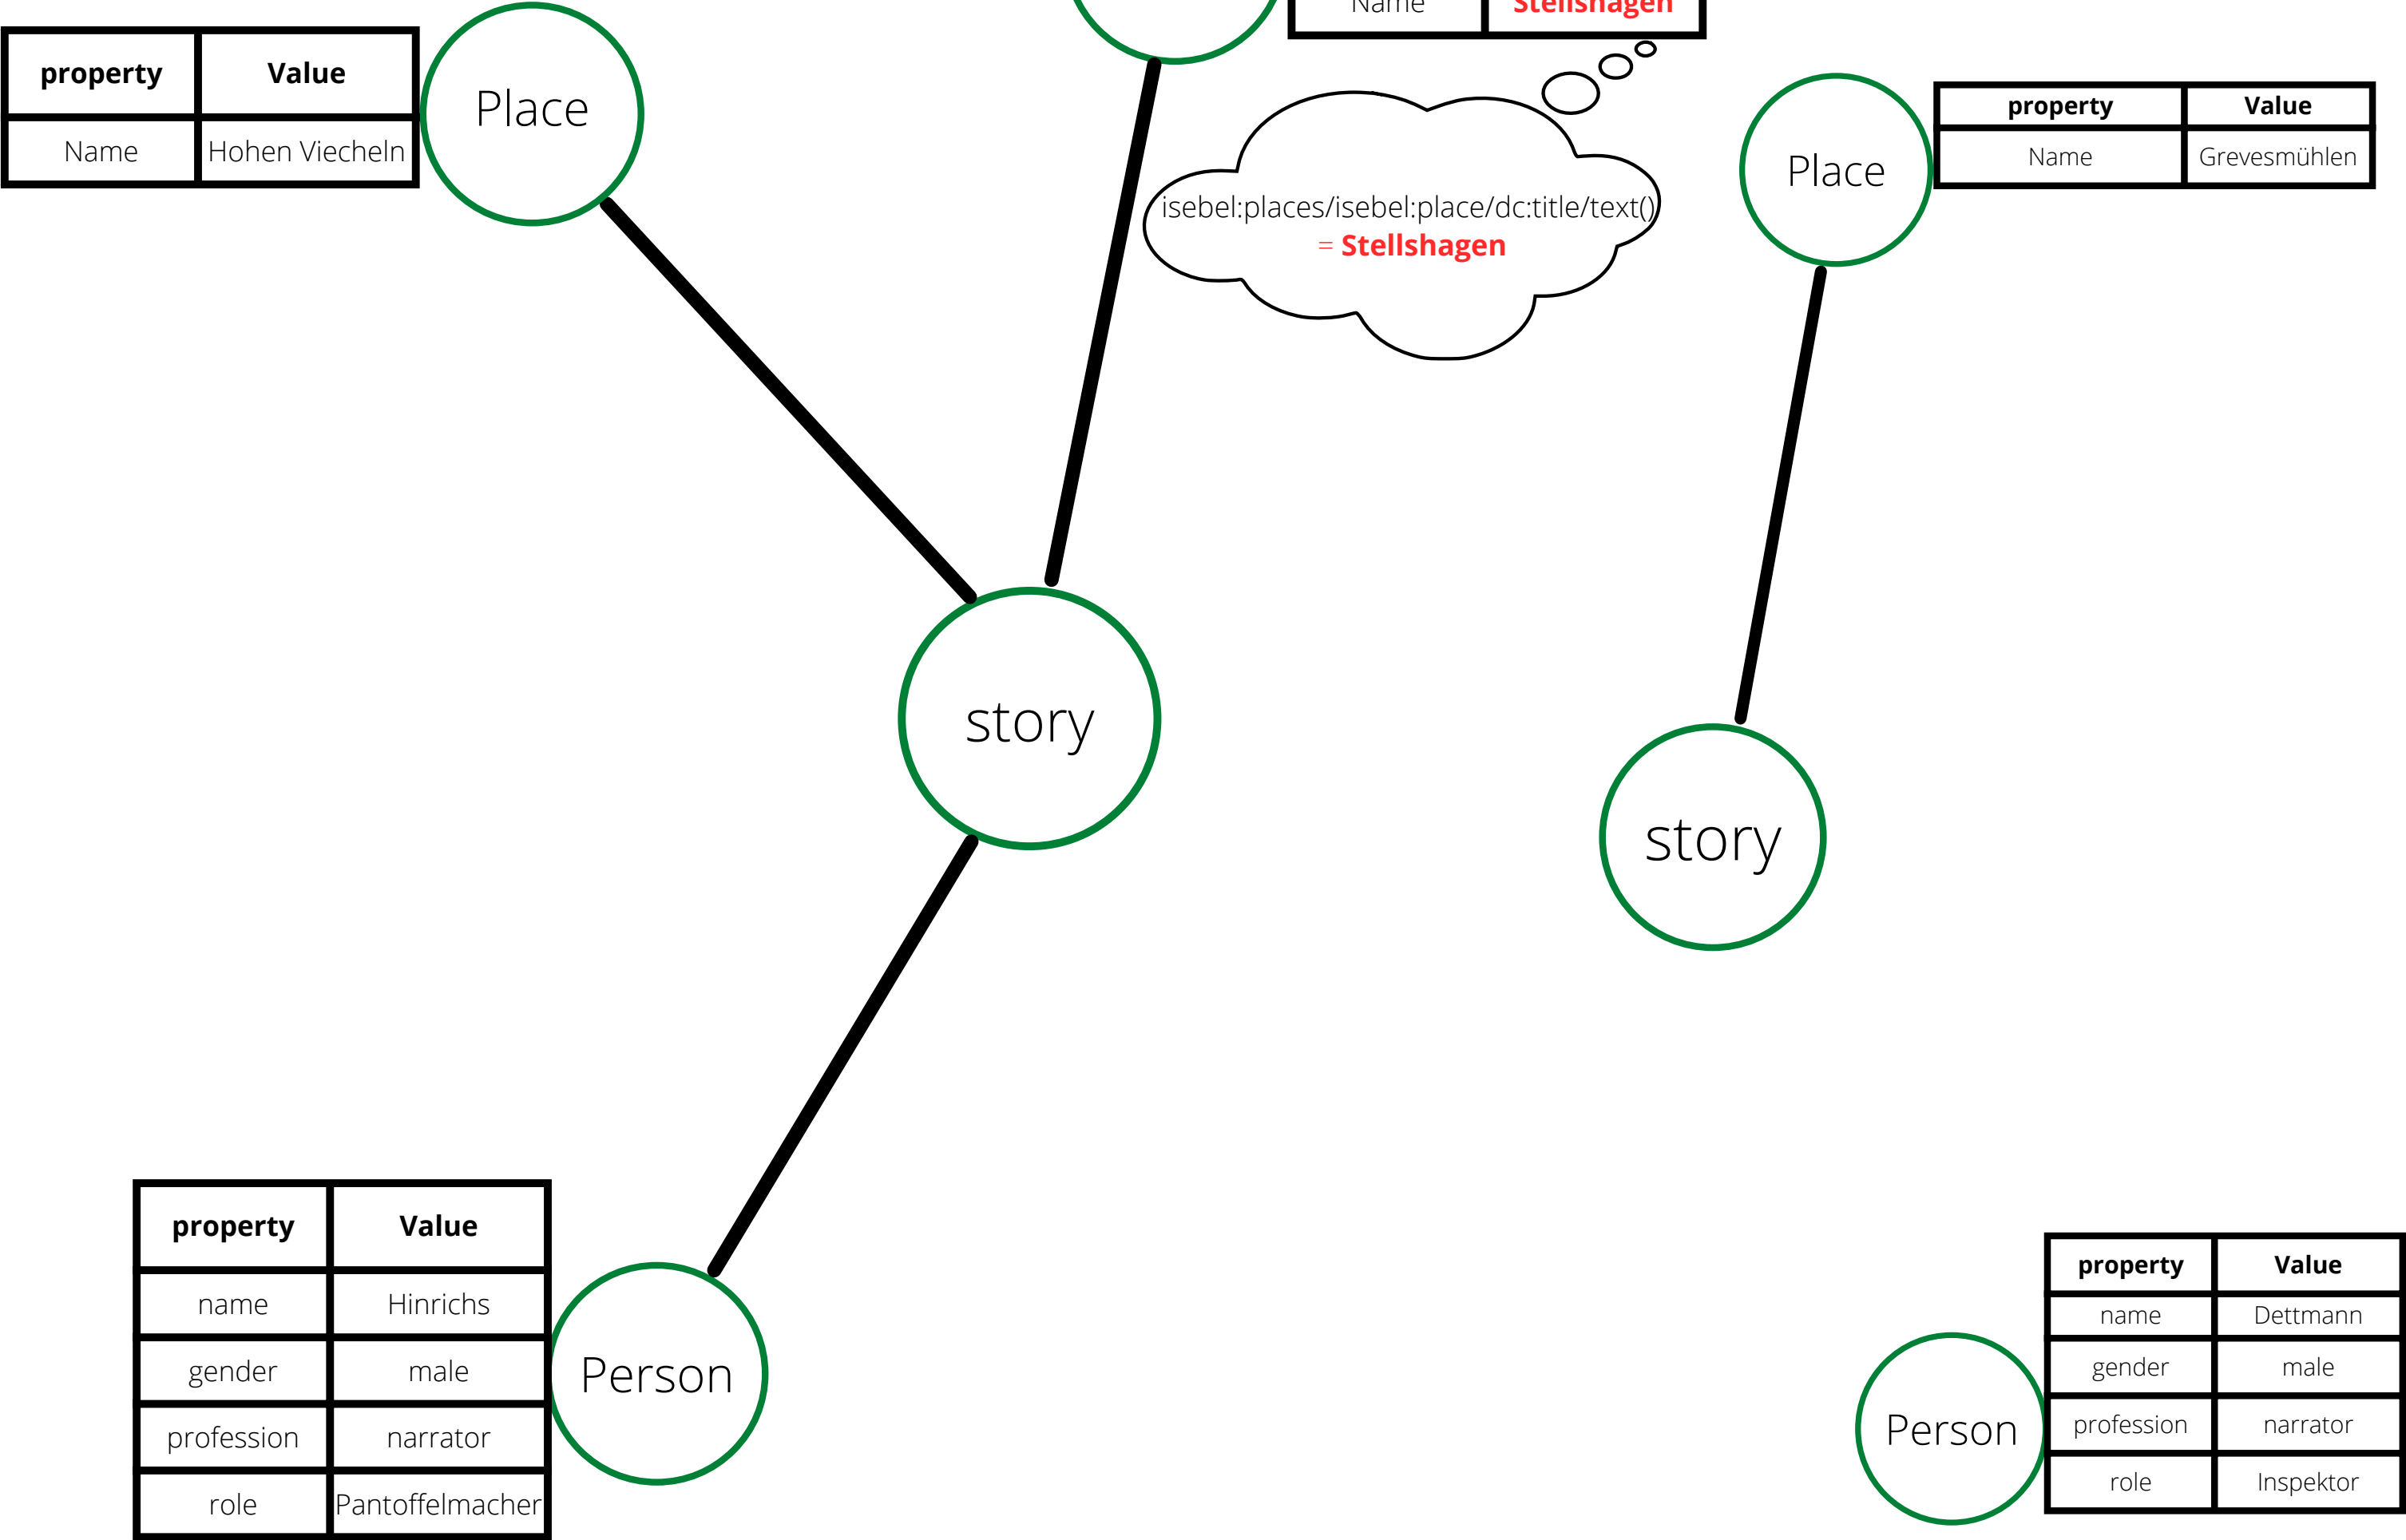 Name Stellshagen
property Value
Name Hohen Viecheln
Place
isebel:places/isebel:place/dc:title/text()
= Stellshagen
Place
property Value
Name Grevesmühlen
story
story
property Value
name Hinrichs
gender male
profession narrator
role Pantoffelmacher
Person
Person
property Value
name Dettmann
gender male
profession narrator
role Inspektor